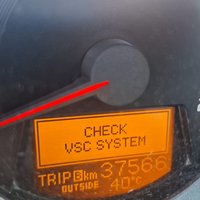 CHECK
VSC SYSTEM
TRIP B km 37566
OUTSIDE 40°C